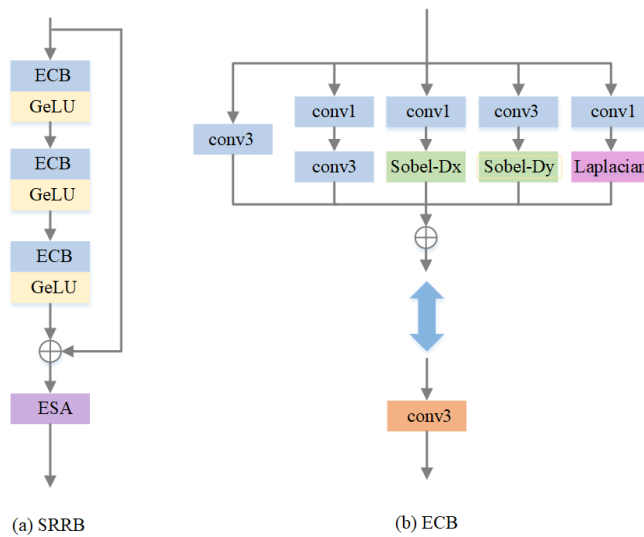 ECB
GeLU
ECB
GeLU
ECB
GeLU
ESA
(a) SRRB
conv3
conv1
conv3
conv1
Sobel-Dx
conv3
Sobel-Dy
conv1
Laplacian
conv3
(b) ECB